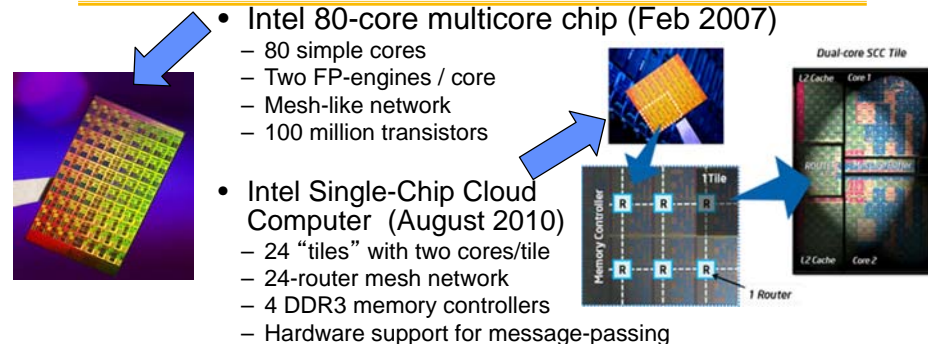 • Intel 80-core multicore chip (Feb 2007)
– 80 simple cores
– Two FP-engines / core
– Mesh-like network
– 100 million transistors
• Intel Single-Chip Cloud
Computer (August 2010)
– 24 “tiles” with two cores/tile
– 24-router mesh network
– 4 DDR3 memory controllers
– Hardware support for message-passing
1Tile
Memory Controller
R R R
R R R
1 Router
Dual-core SCC Tile
L2 Cache Core 1
L2 Cache Core 2